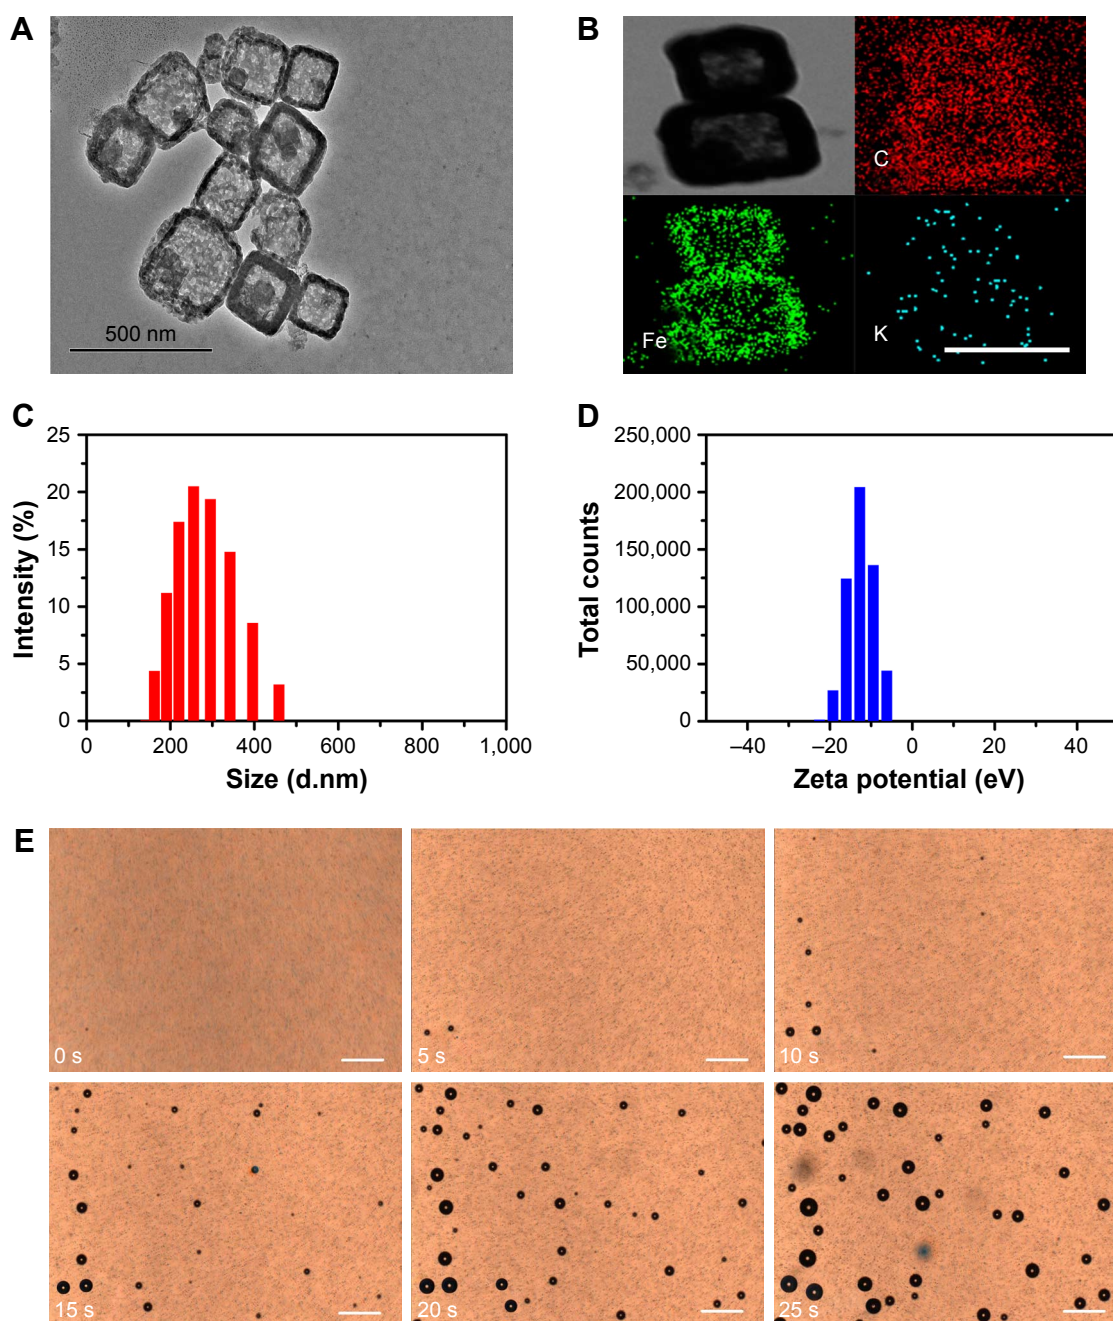 A
500 nm
B
C
Fe
K
C
25
20
15
10
5
0
0
200
400
600
800
1,000
Intensity (%)
Size (d.nm)
D
250,000
200,000
150,000
100,000
50,000
0
–40
–20
0
20
40
Total counts
Zeta potential (eV)
E
0 s
5 s
10 s
15 s
20 s
25 s